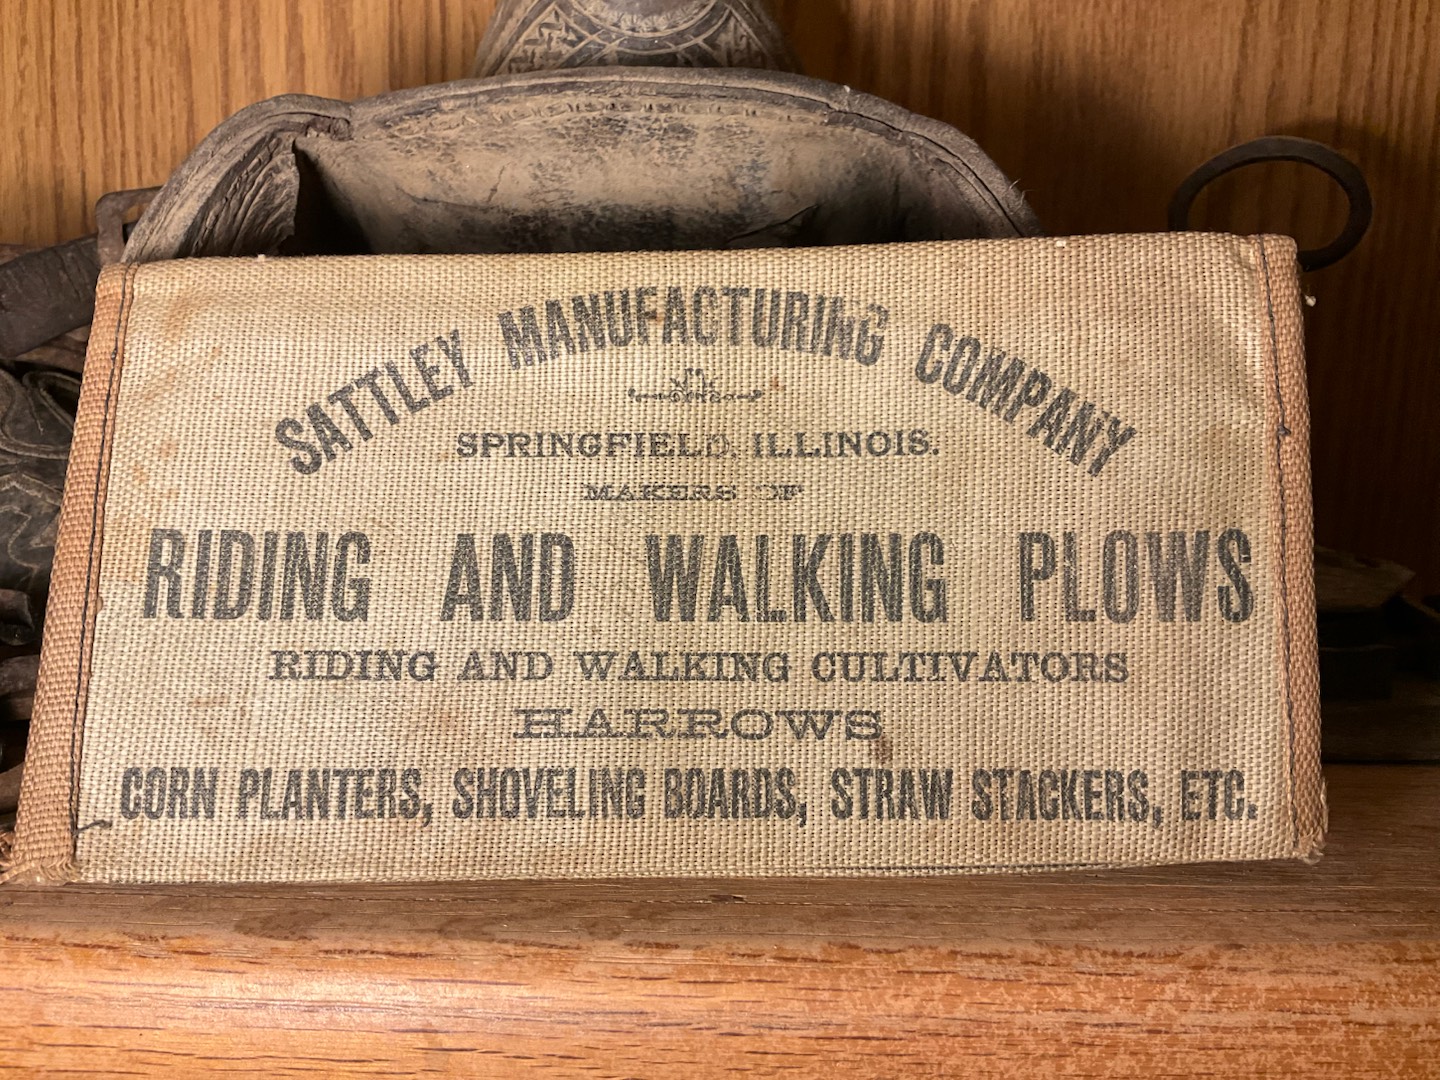 SATTLEY MANUFACTURING COMPANY
SPRINGFIELD, ILLINOIS.
MAKERS OF
RIDING AND WALKING PLOWS
RIDING AND WALKING CULTIVATORS
HARROWS
CORN PLANTERS, SHOVELING BOARDS, STRAW STACKERS, ETC.